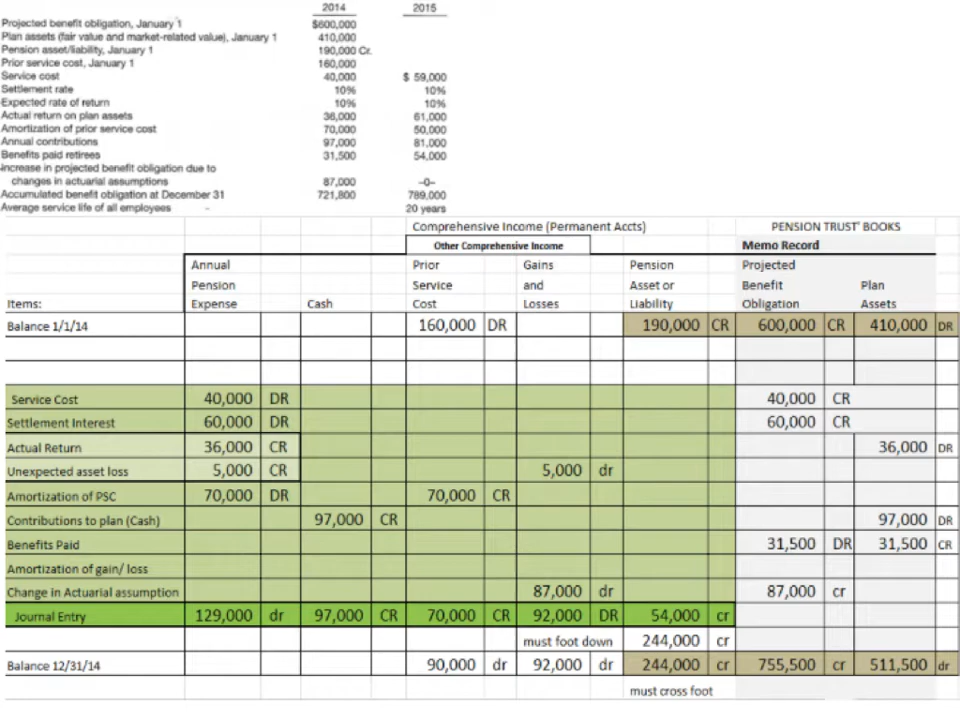 2014 2015
Projected benefit obligation, January 1 $600,000
Plan assets (fair value and market-related value), January 1 410,000
Pension asset/liability, January 1 190,000 Cr.
Prior service cost, January 1 160,000
Service cost 40,000 $ 59,000
Settlement rate 10% 10%
Expected rate of return 10% 10%
Actual return on plan assets 36,000 61,000
Amortization of prior service cost 70,000 50,000
Annual contributions 97,000 81,000
Benefits paid retirees 31,500 54,000
Increase in projected benefit obligation due to
changes in actuarial assumptions 87,000 -0-
Accumulated benefit obligation at December 31 721,800 789,000
Average service life of all employees - 20 years
Comprehensive Income (Permanent Accts) PENSION TRUST' BOOKS
Other Comprehensive Income Memo Record
Annual Prior Gains Pension Projected
Pension Service and Asset or Benefit Plan
Items: Expense Cash Cost Losses Liability Obligation Assets
Balance 1/1/14 160,000 DR 190,000 CR 600,000 CR 410,000 DR
Service Cost 40,000 DR 40,000 CR
Settlement Interest 60,000 DR 60,000 CR
Actual Return 36,000 CR 36,000 DR
Unexpected asset loss 5,000 CR 5,000 dr
Amortization of PSC 70,000 DR 70,000 CR
Contributions to plan (Cash) 97,000 CR 97,000 DR
Benefits Paid 31,500 DR 31,500 CR
Amortization of gain/ loss
Change in Actuarial assumption 87,000 dr 87,000 cr
Journal Entry 129,000 dr 97,000 CR 70,000 CR 92,000 DR 54,000 cr
must foot down 244,000 cr
Balance 12/31/14 90,000 dr 92,000 dr 244,000 cr 755,500 cr 511,500 dr
must cross foot